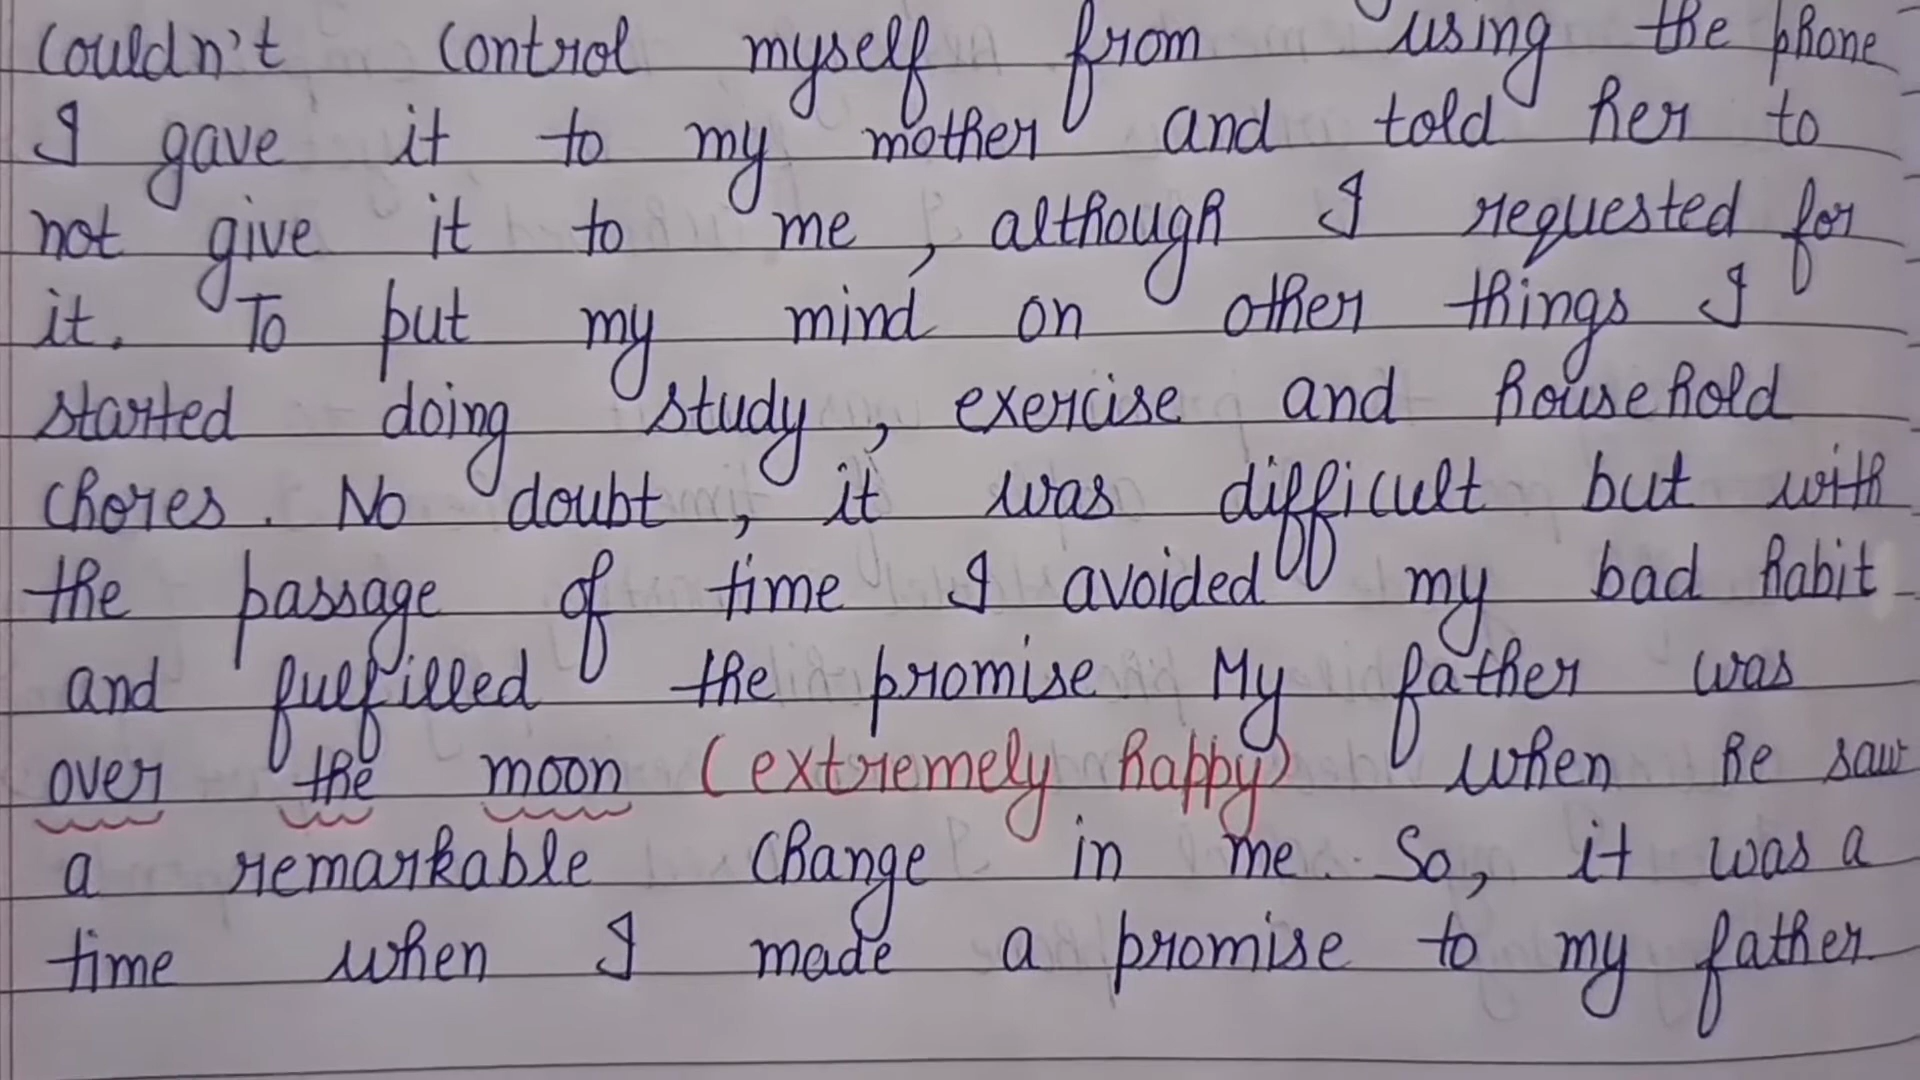 couldn't control myself from using the phone
I gave it to my mother and told her to
not give it to me, although I requested for
it. To put my mind on other things I
started doing study, exercise and household
chores. No doubt, it was difficult but with
the passage of time I avoided my bad habit
and fulfilled the promise My father was
over the moon (extremely happy) when he saw
a remarkable change in me. So, it was a
time when I made a promise to my father